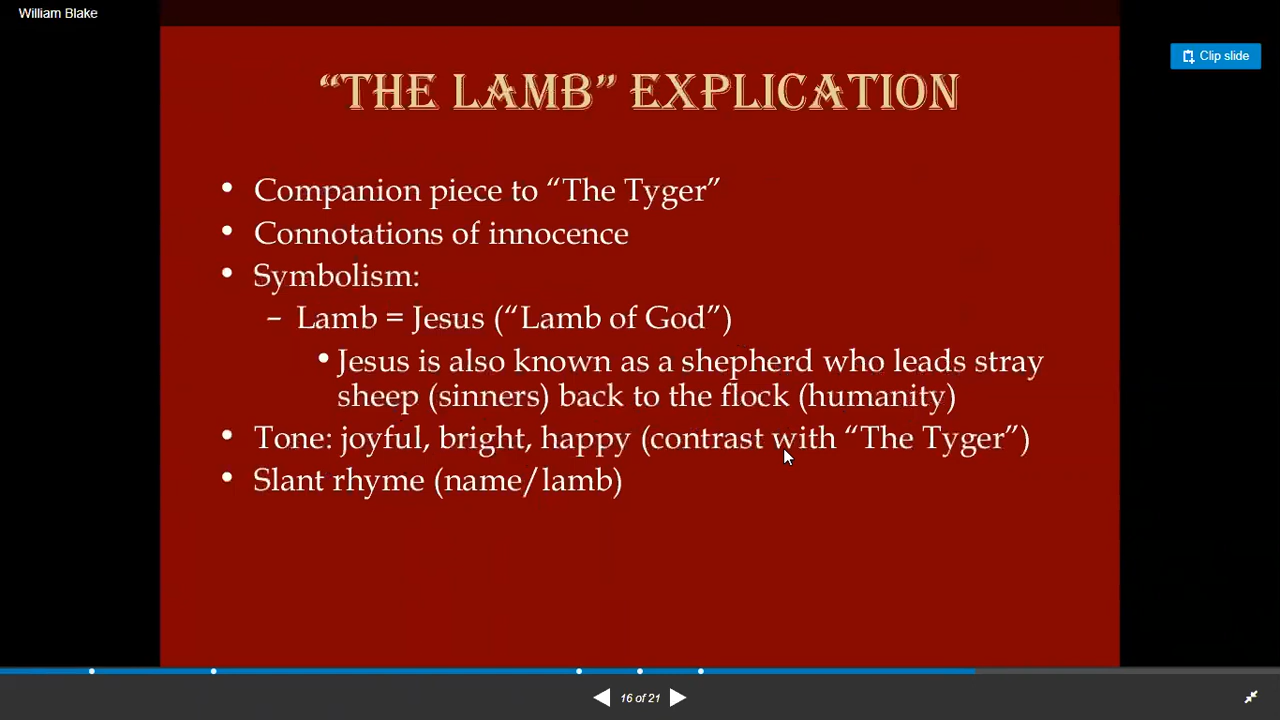 William Blake
Clip slide
“THE LAMB” EXPLICATION
• Companion piece to “The Tyger”
• Connotations of innocence
• Symbolism:
– Lamb = Jesus (“Lamb of God”)
• Jesus is also known as a shepherd who leads stray
sheep (sinners) back to the flock (humanity)
• Tone: joyful, bright, happy (contrast with “The Tyger”)
• Slant rhyme (name/lamb)
16 of 21